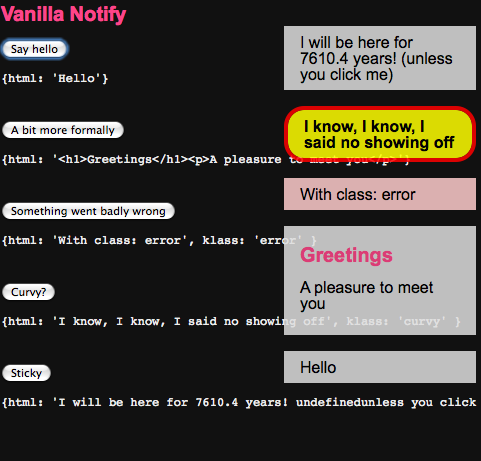 Vanilla Notify
Say hello
{html: 'Hello'}
A bit more formally
{html: '<h1>Greetings</h1><p>A pleasure to meet you</p>'}
Something went badly wrong
{html: 'With class: error', klass: 'error' }
Curvy?
{html: 'I know, I know, I said no showing off', klass: 'curvy' }
Sticky
{html: 'I will be here for 7610.4 years! undefinedunless you click
I will be here for
7610.4 years! (unless
you click me)
I know, I know, I
said no showing off
With class: error
Greetings
A pleasure to meet
you
Hello